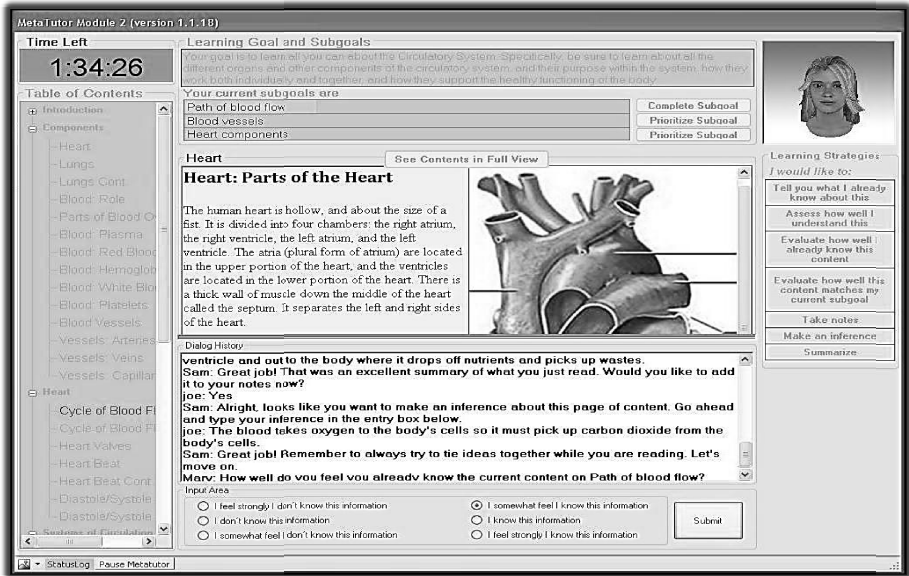 MetaTutor Module 2 (version 1.1.18)
Time Left
1:34:26
Table of Contents
Introduction
Components
Heart
Lungs
Lungs Cont.
Blood: Role
Parts of Blood O
Blood: Plasma
Blood: Red Blood
Blood: Hemoglob
Blood: White Blo
Blood: Platelets
Blood Vessels
Vessels: Arteries
Vessels: Veins
Vessels: Capillar
Heart
Cycle of Blood Fl
Cycle of Blood Fl
Heart Valves
Heart Beat
Heart Beat Cont
Diastole/Systole
Diastole/Systole
Systems of Circulation
Learning Goal and Subgoals
Your goal is to learn all you can about the Circulatory System. Specifically, be sure to learn about all the
different organs and other components of the circulatory system, and their purpose within the system, how they
work both individually and together, and how they support the healthy functioning of the body
Your current subgoals are
Path of blood flow
Complete Subgoal
Blood vessels
Prioritize Subgoal
Heart components
Prioritize Subgoal
Heart
See Contents in Full View
Heart: Parts of the Heart
The human heart is hollow, and about the size of a
fist. It is divided into four chambers: the right atrium,
the right ventricle, the left atrium, and the left
ventricle. The atria (plural form of atrium) are located
in the upper portion of the heart, and the ventricles
are located in the lower portion of the heart. There is
a thick wall of muscle down the middle of the heart
called the septum. It separates the left and right sides
of the heart.
Dialog History
ventricle and out to the body where it drops off nutrients and picks up wastes.
Sam: Great job! That was an excellent summary of what you just read. Would you like to add
it to your notes now?
joe: Yes
Sam: Alright, looks like you want to make an inference about this page of content. Go ahead
and type your inference in the entry box below.
joe: The blood takes oxygen to the body's cells so it must pick up carbon dioxide from the
body's cells.
Sam: Great job! Remember to always try to tie ideas together while you are reading. Let's
move on.
Mary: How well do you feel you already know the current content on Path of blood flow?
Input Area
I feel strongly I don't know this information
I somewhat feel I know this information
I don't know this information
I know this information
I somewhat feel I don't know this information
I feel strongly I know this information
Submit
Learning Strategies
I would like to:
Tell you what I already
know about this
Assess how well I
understand this
Evaluate how well I
already know this
content
Evaluate how well this
content matches my
current subgoal
Take notes
Make an inference
Summarize
StatusLog
Pause Metatutor